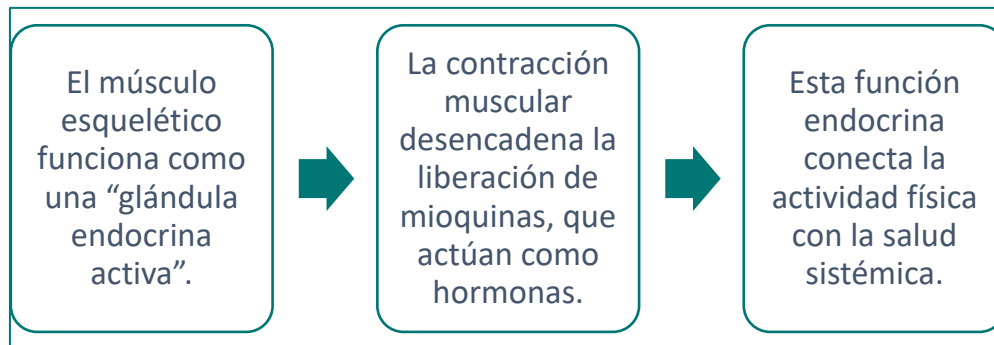 El músculo
esquelético
funciona como
una “glándula
endocrina
activa”.
La contracción
muscular
desencadena la
liberación de
mioquinas, que
actúan como
hormonas.
Esta función
endocrina
conecta la
actividad física
con la salud
sistémica.